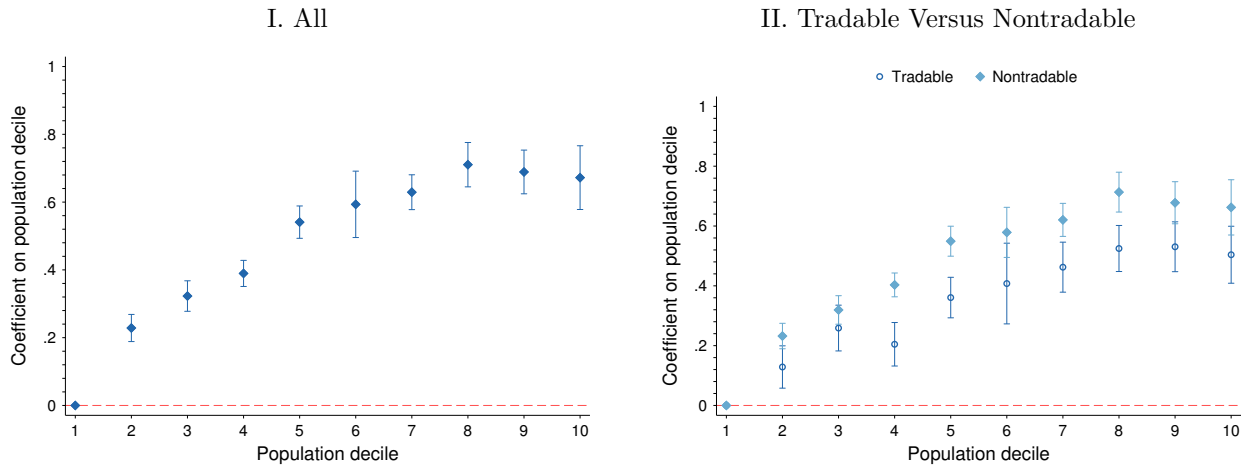 I. All
Coefficient on population decile
1
.8
.6
.4
.2
0
1 2 3 4 5 6 7 8 9 10
Population decile
II. Tradable Versus Nontradable
Tradable Nontradable
Coefficient on population decile
1
.8
.6
.4
.2
0
1 2 3 4 5 6 7 8 9 10
Population decile